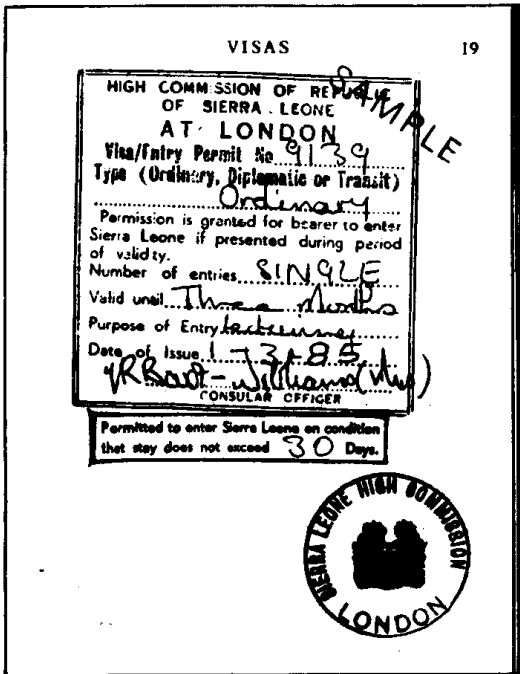 VISAS 19
SAMPLE
HIGH COMMISSION OF REPUBLIC
OF SIERRA LEONE
AT LONDON
Visa/Entry Permit No 9139
Type (Ordinary, Diplomatic or Transit)
Ordinary
Permission is granted for bearer to enter
Sierra Leone if presented during period
of validity.
Number of entries SINGLE
Valid until Three Months
Purpose of Entry
Date of Issue 1-3-85
Williams (Mrs)
CONSULAR OFFICER
Permitted to enter Sierra Leone on condition
that stay does not exceed 30 Days.
SIERRA LEONE HIGH COMMISSION
LONDON